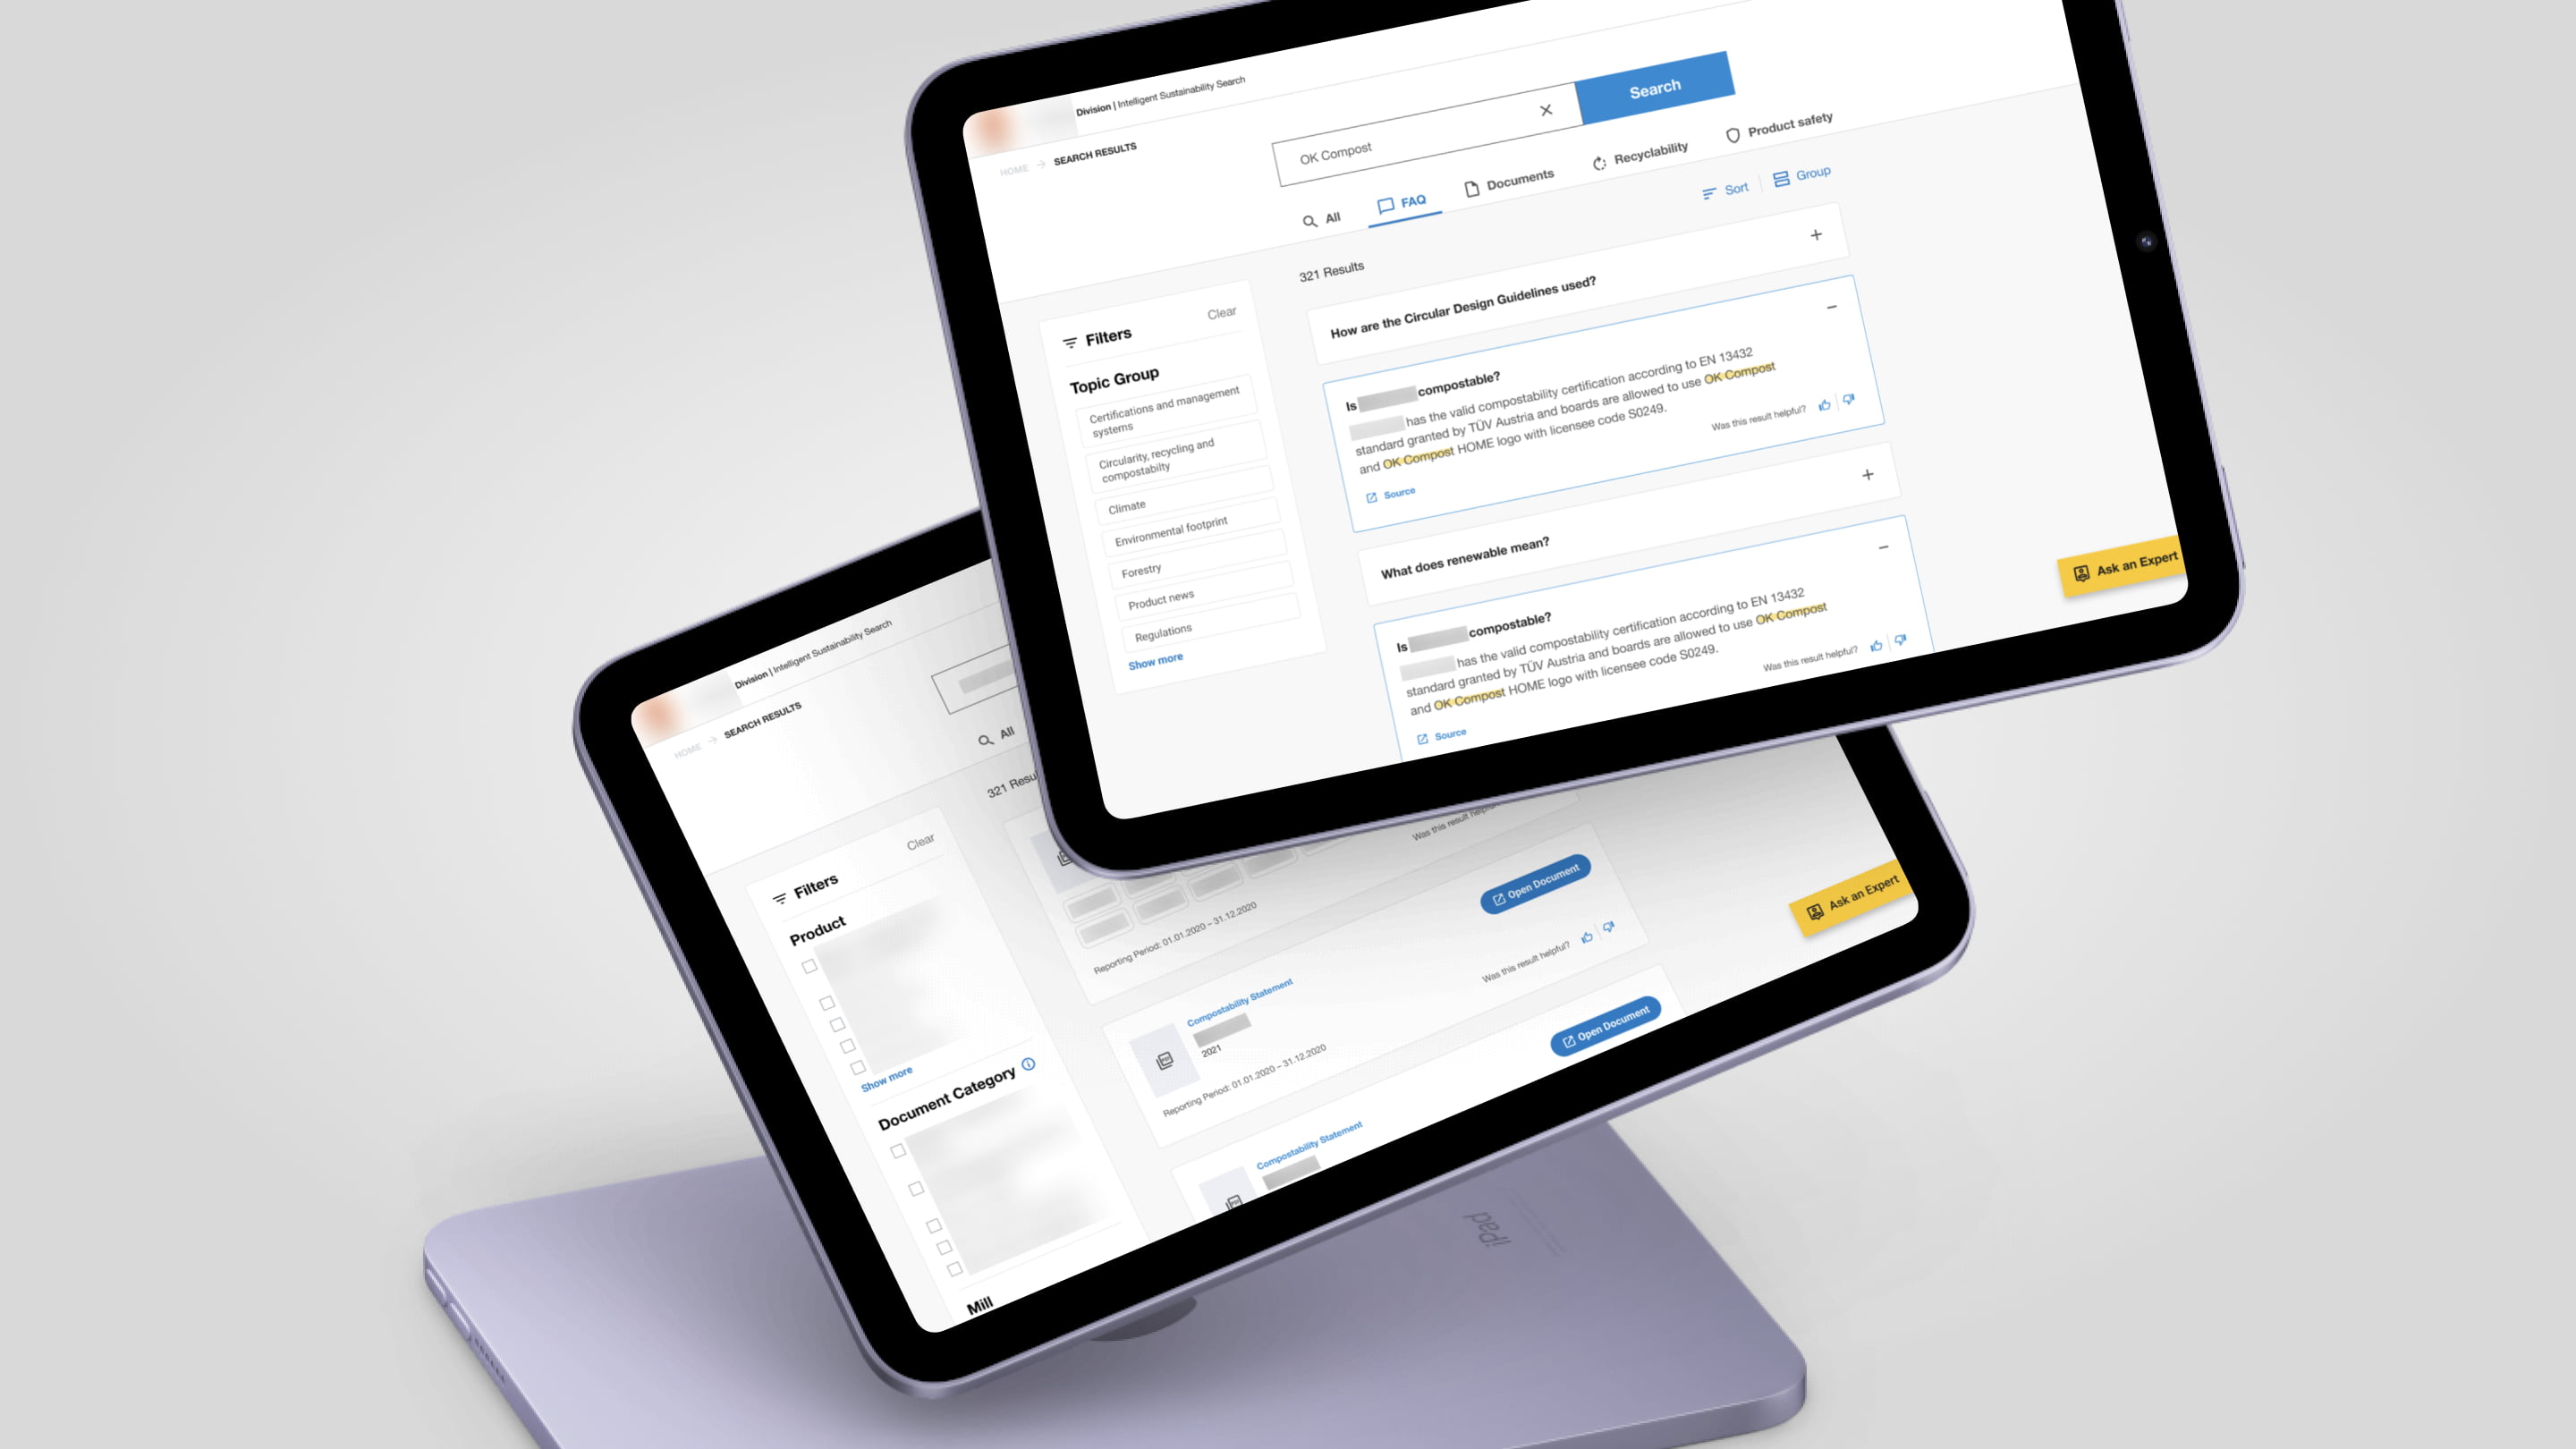 Division | Intelligent Sustainability Search
HOME → SEARCH RESULTS
OK Compost
Search
All
FAQ
Documents
Recyclability
Product safety
Sort
Group
321 Results
Filters
Clear
Topic Group
Certifications and management
systems
Circularity, recycling and
compostabilty
Climate
Environmental footprint
Forestry
Product news
Regulations
Show more
How are the Circular Design Guidelines used?
Is compostable?
has the valid compostability certification according to EN 13432
standard granted by TÜV Austria and boards are allowed to use OK Compost
and OK Compost HOME logo with licensee code S0249.
Was this result helpful?
Source
What does renewable mean?
Is compostable?
has the valid compostability certification according to EN 13432
standard granted by TÜV Austria and boards are allowed to use OK Compost
and OK Compost HOME logo with licensee code S0249.
Was this result helpful?
Source
Ask an Expert
Division | Intelligent Sustainability Search
HOME → SEARCH RESULTS
All
321 Resu
Filters
Clear
Product
Show more
Document Category
Mill
Was this result helpful
Reporting Period: 01.01.2020 – 31.12.2020
Open Document
Compostability Statement
2021
Reporting Period: 01.01.2020 – 31.12.2020
Was this result helpful?
Open Document
Compostability Statement
Ask an Expert
iPad